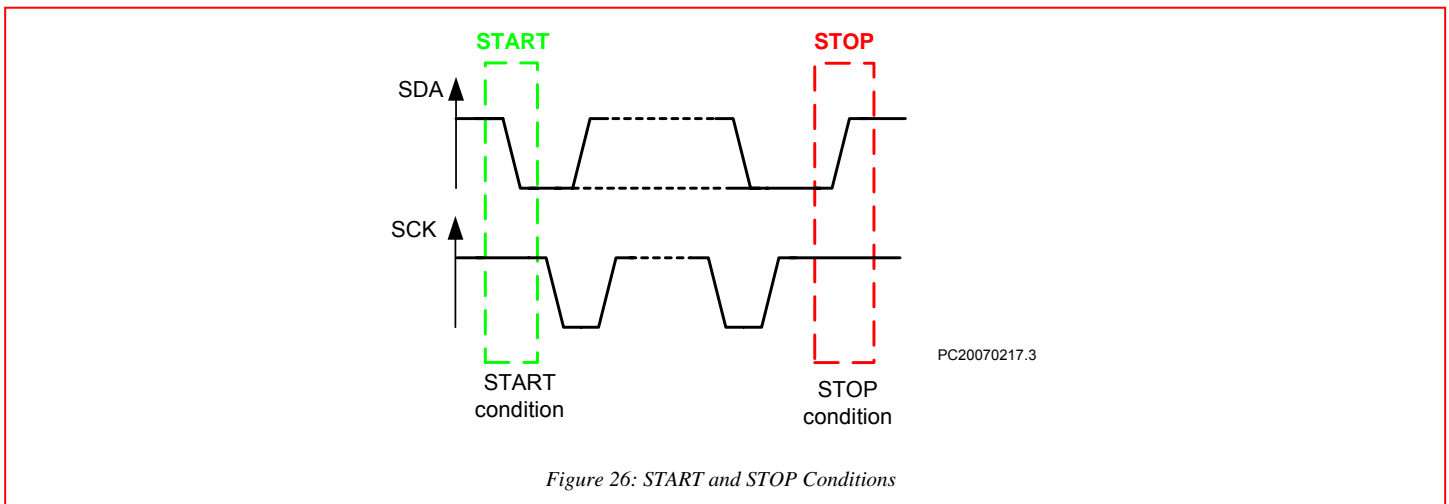 START
STOP
SDA
SCK
PC20070217.3
START
condition
STOP
condition
Figure 26: START and STOP Conditions